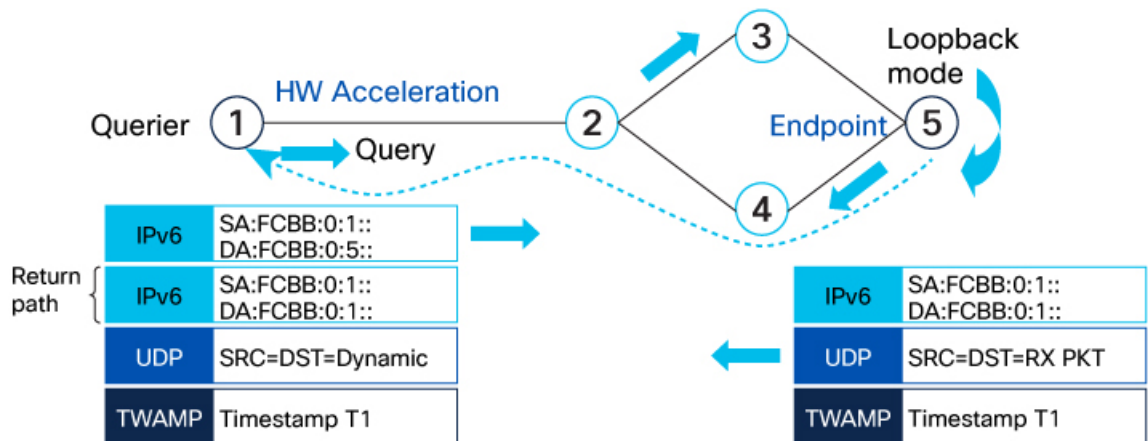 3
Loopback
mode
HW Acceleration
Querier
1
2
Endpoint
5
Query
4
IPv6
SA:FCBB:0:1::
DA:FCBB:0:5::
Return
path
IPv6
SA:FCBB:0:1::
DA:FCBB:0:1::
UDP
SRC=DST=Dynamic
TWAMP
Timestamp T1
IPv6
SA:FCBB:0:1::
DA:FCBB:0:1::
UDP
SRC=DST=RX PKT
TWAMP
Timestamp T1